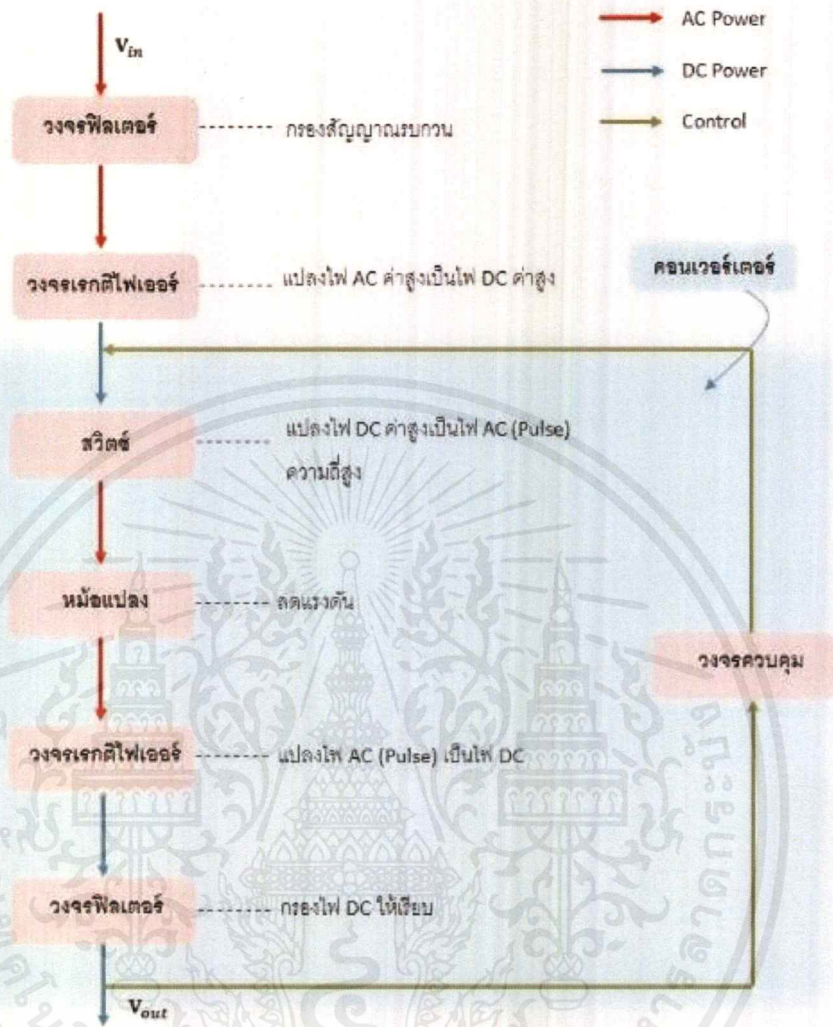 V_in
AC Power
DC Power
Control
วงจรฟิลเตอร์
กรองสัญญาณรบกวน
วงจรเรกติไฟเออร์
แปลงไฟ AC ค่าสูงเป็นไฟ DC ค่าสูง
คอนเวอร์เตอร์
สวิตซ์
แปลงไฟ DC ค่าสูงเป็นไฟ AC (Pulse)
ความถี่สูง
หม้อแปลง
ลดแรงดัน
วงจรควบคุม
วงจรเรกติไฟเออร์
แปลงไฟ AC (Pulse) เป็นไฟ DC
วงจรฟิลเตอร์
กรองไฟ DC ให้เรียบ
V_out